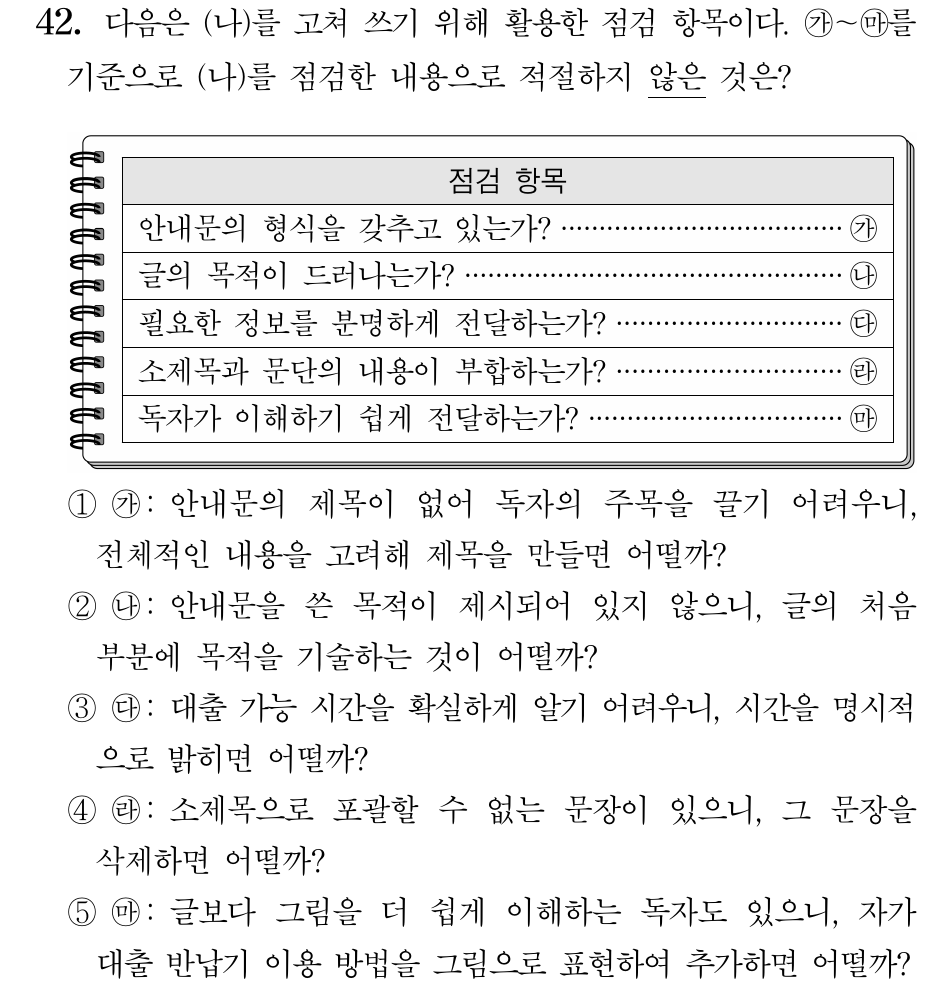 42. 다음은 (나)를 고쳐 쓰기 위해 활용한 점검 항목이다. ㉮~㉲를
기준으로 (나)를 점검한 내용으로 적절하지 않은 것은?
점검 항목
안내문의 형식을 갖추고 있는가? ································· ㉮
글의 목적이 드러나는가? ············································ ㉯
필요한 정보를 분명하게 전달하는가? ·························· ㉰
소제목과 문단의 내용이 부합하는가? ·························· ㉱
독자가 이해하기 쉽게 전달하는가? ····························· ㉲
① ㉮: 안내문의 제목이 없어 독자의 주목을 끌기 어려우니,
전체적인 내용을 고려해 제목을 만들면 어떨까?
② ㉯: 안내문을 쓴 목적이 제시되어 있지 않으니, 글의 처음
부분에 목적을 기술하는 것이 어떨까?
③ ㉰: 대출 가능 시간을 확실하게 알기 어려우니, 시간을 명시적
으로 밝히면 어떨까?
④ ㉱: 소제목으로 포괄할 수 없는 문장이 있으니, 그 문장을
삭제하면 어떨까?
⑤ ㉲: 글보다 그림을 더 쉽게 이해하는 독자도 있으니, 자가
대출 반납기 이용 방법을 그림으로 표현하여 추가하면 어떨까?